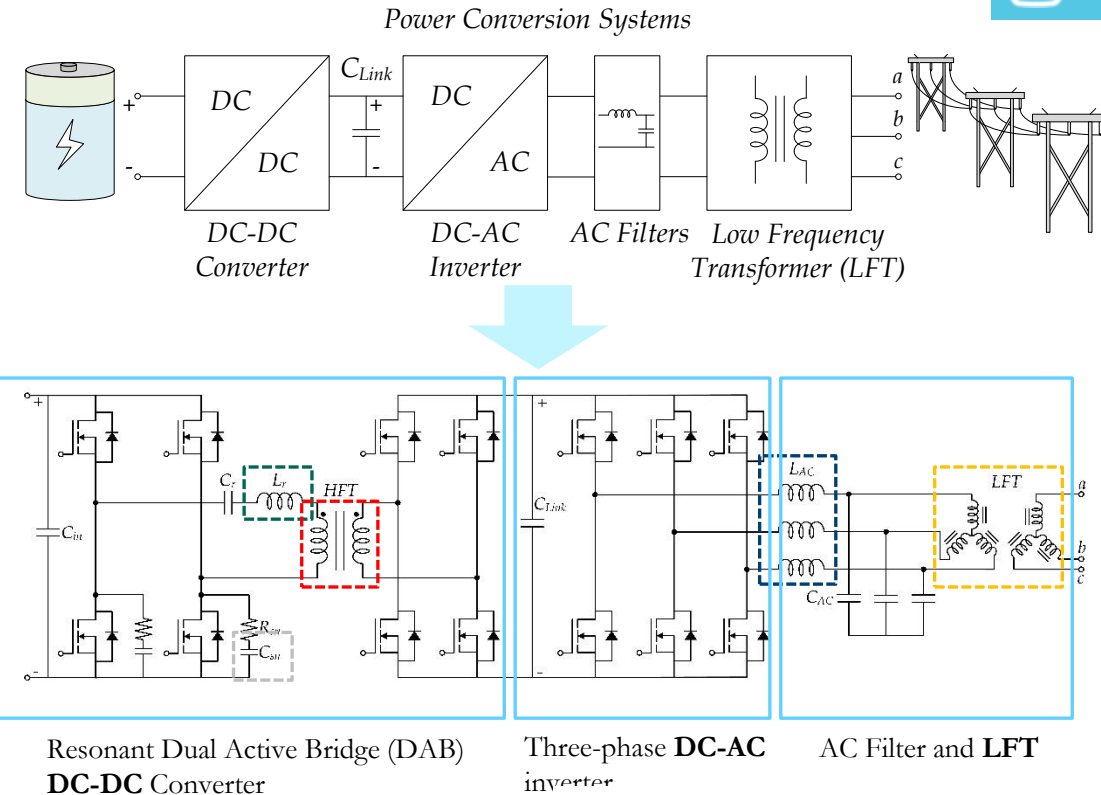 Power Conversion Systems
C_Link
DC
DC
DC
AC
+
-
+
-
a
b
c
DC-DC
Converter
DC-AC
Inverter
AC Filters
Low Frequency
Transformer (LFT)
+
C_in
-
C_r
L_r
HFT
R_sn
C_sn
+
C_Link
-
L_AC
C_AC
LFT
a
b
c
Resonant Dual Active Bridge (DAB)
DC-DC Converter
Three-phase DC-AC
inverter
AC Filter and LFT